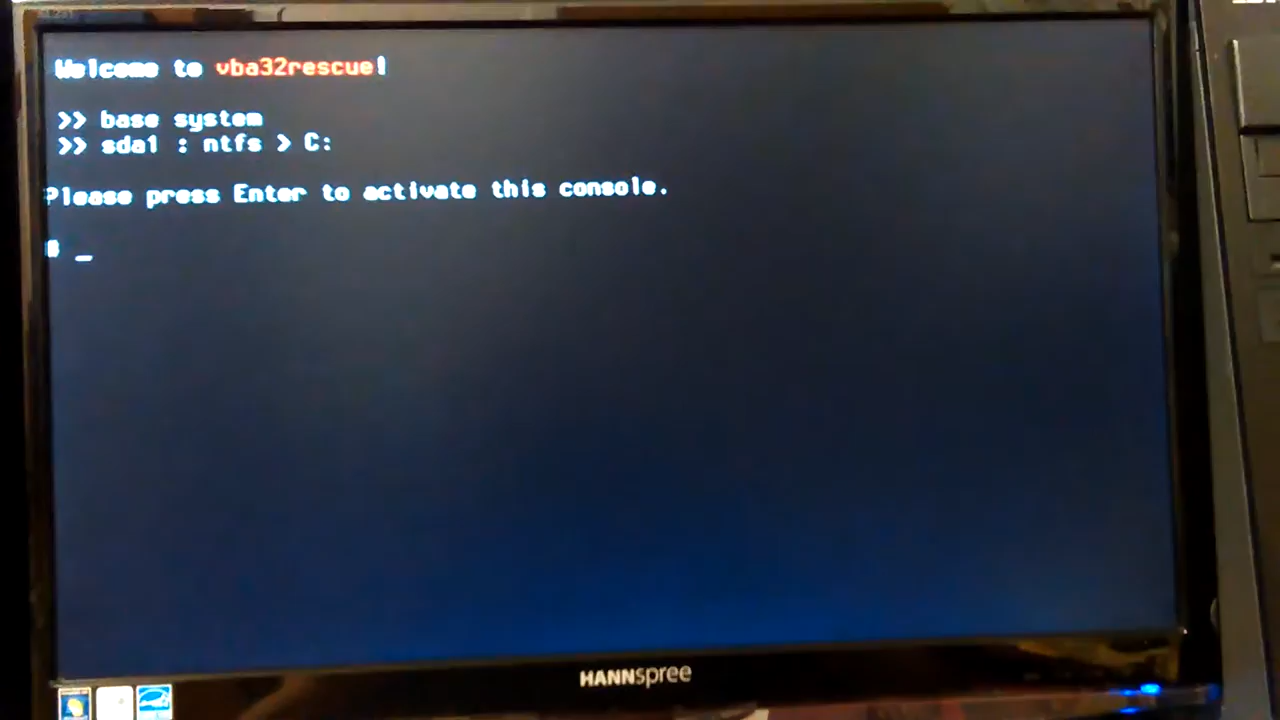 Welcome to vba32rescue!
>> base system
>> sda1 : ntfs > C:
Please press Enter to activate this console.
# _
HANNspree